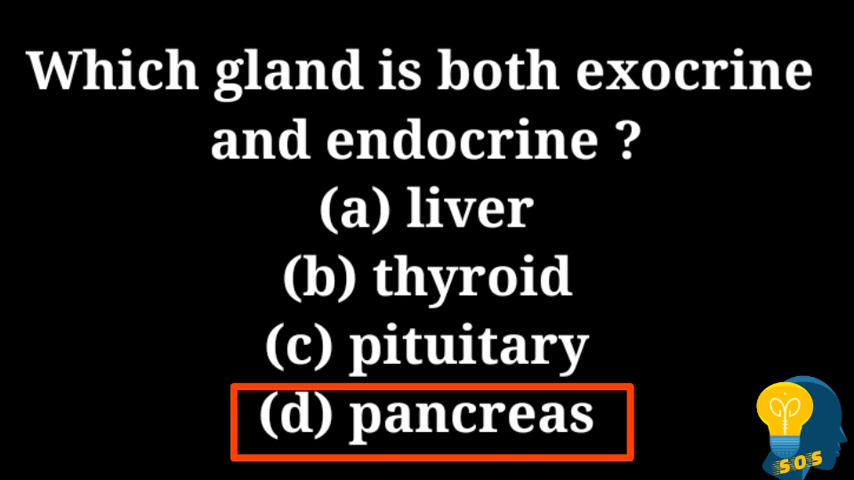 Which gland is both exocrine
and endocrine ?
(a) liver
(b) thyroid
(c) pituitary
(d) pancreas
SOS